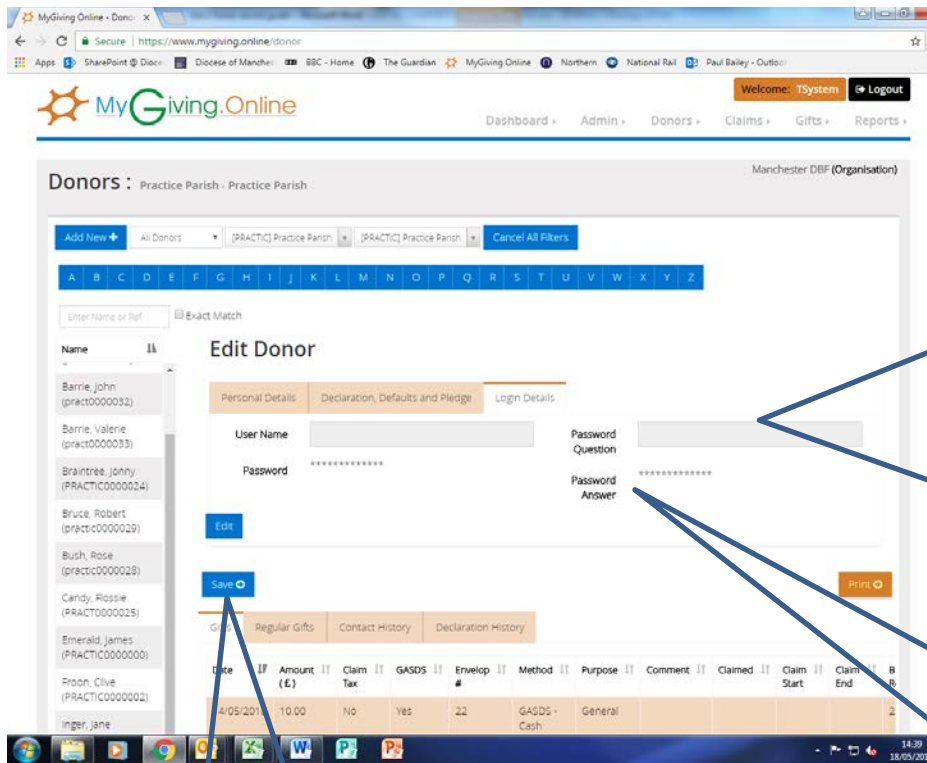 MyGiving Online - Donor
Secure | https://www.mygiving.online/donor
Apps SharePoint @ Dioce Diocese of Manches BBC - Home The Guardian MyGiving Online Northern National Rail Paul Bailey - Outloo
MyGiving.Online
Welcome: TSystem Logout
Dashboard Admin Donors Claims Gifts Reports
Manchester DBF (Organisation)
Donors : Practice Parish - Practice Parish
Add New All Donors [PRACTIC] Practice Parish [PRACTIC] Practice Parish Cancel All Filters
A B C D E F G H I J K L M N O P Q R S T U V W X Y Z
Enter Name or Ref Exact Match
Name
Edit Donor
Barrie, John
(pract0000032)
Barrie, Valerie
(pract0000033)
Braintree, Jonny
(PRACTIC0000024)
Bruce, Robert
(practic0000029)
Bush, Rose
(practic0000028)
Candy, Flossie
(PRACT0000025)
Emerald, James
(PRACTIC0000000)
Froon, Clive
(PRACTIC0000002)
Inger, Jane
Personal Details Declaration, Defaults and Pledge Login Details
User Name
Password
Question
Password *************
Password
Answer *************
Edit
Save Print
Regular Gifts Contact History Declaration History
Amount
(£) Claim
Tax GASDS Envelop
# Method Purpose Comment Claimed Claim
Start Claim
End
10.00 No Yes 22 GASDS -
Cash General 2
14:39